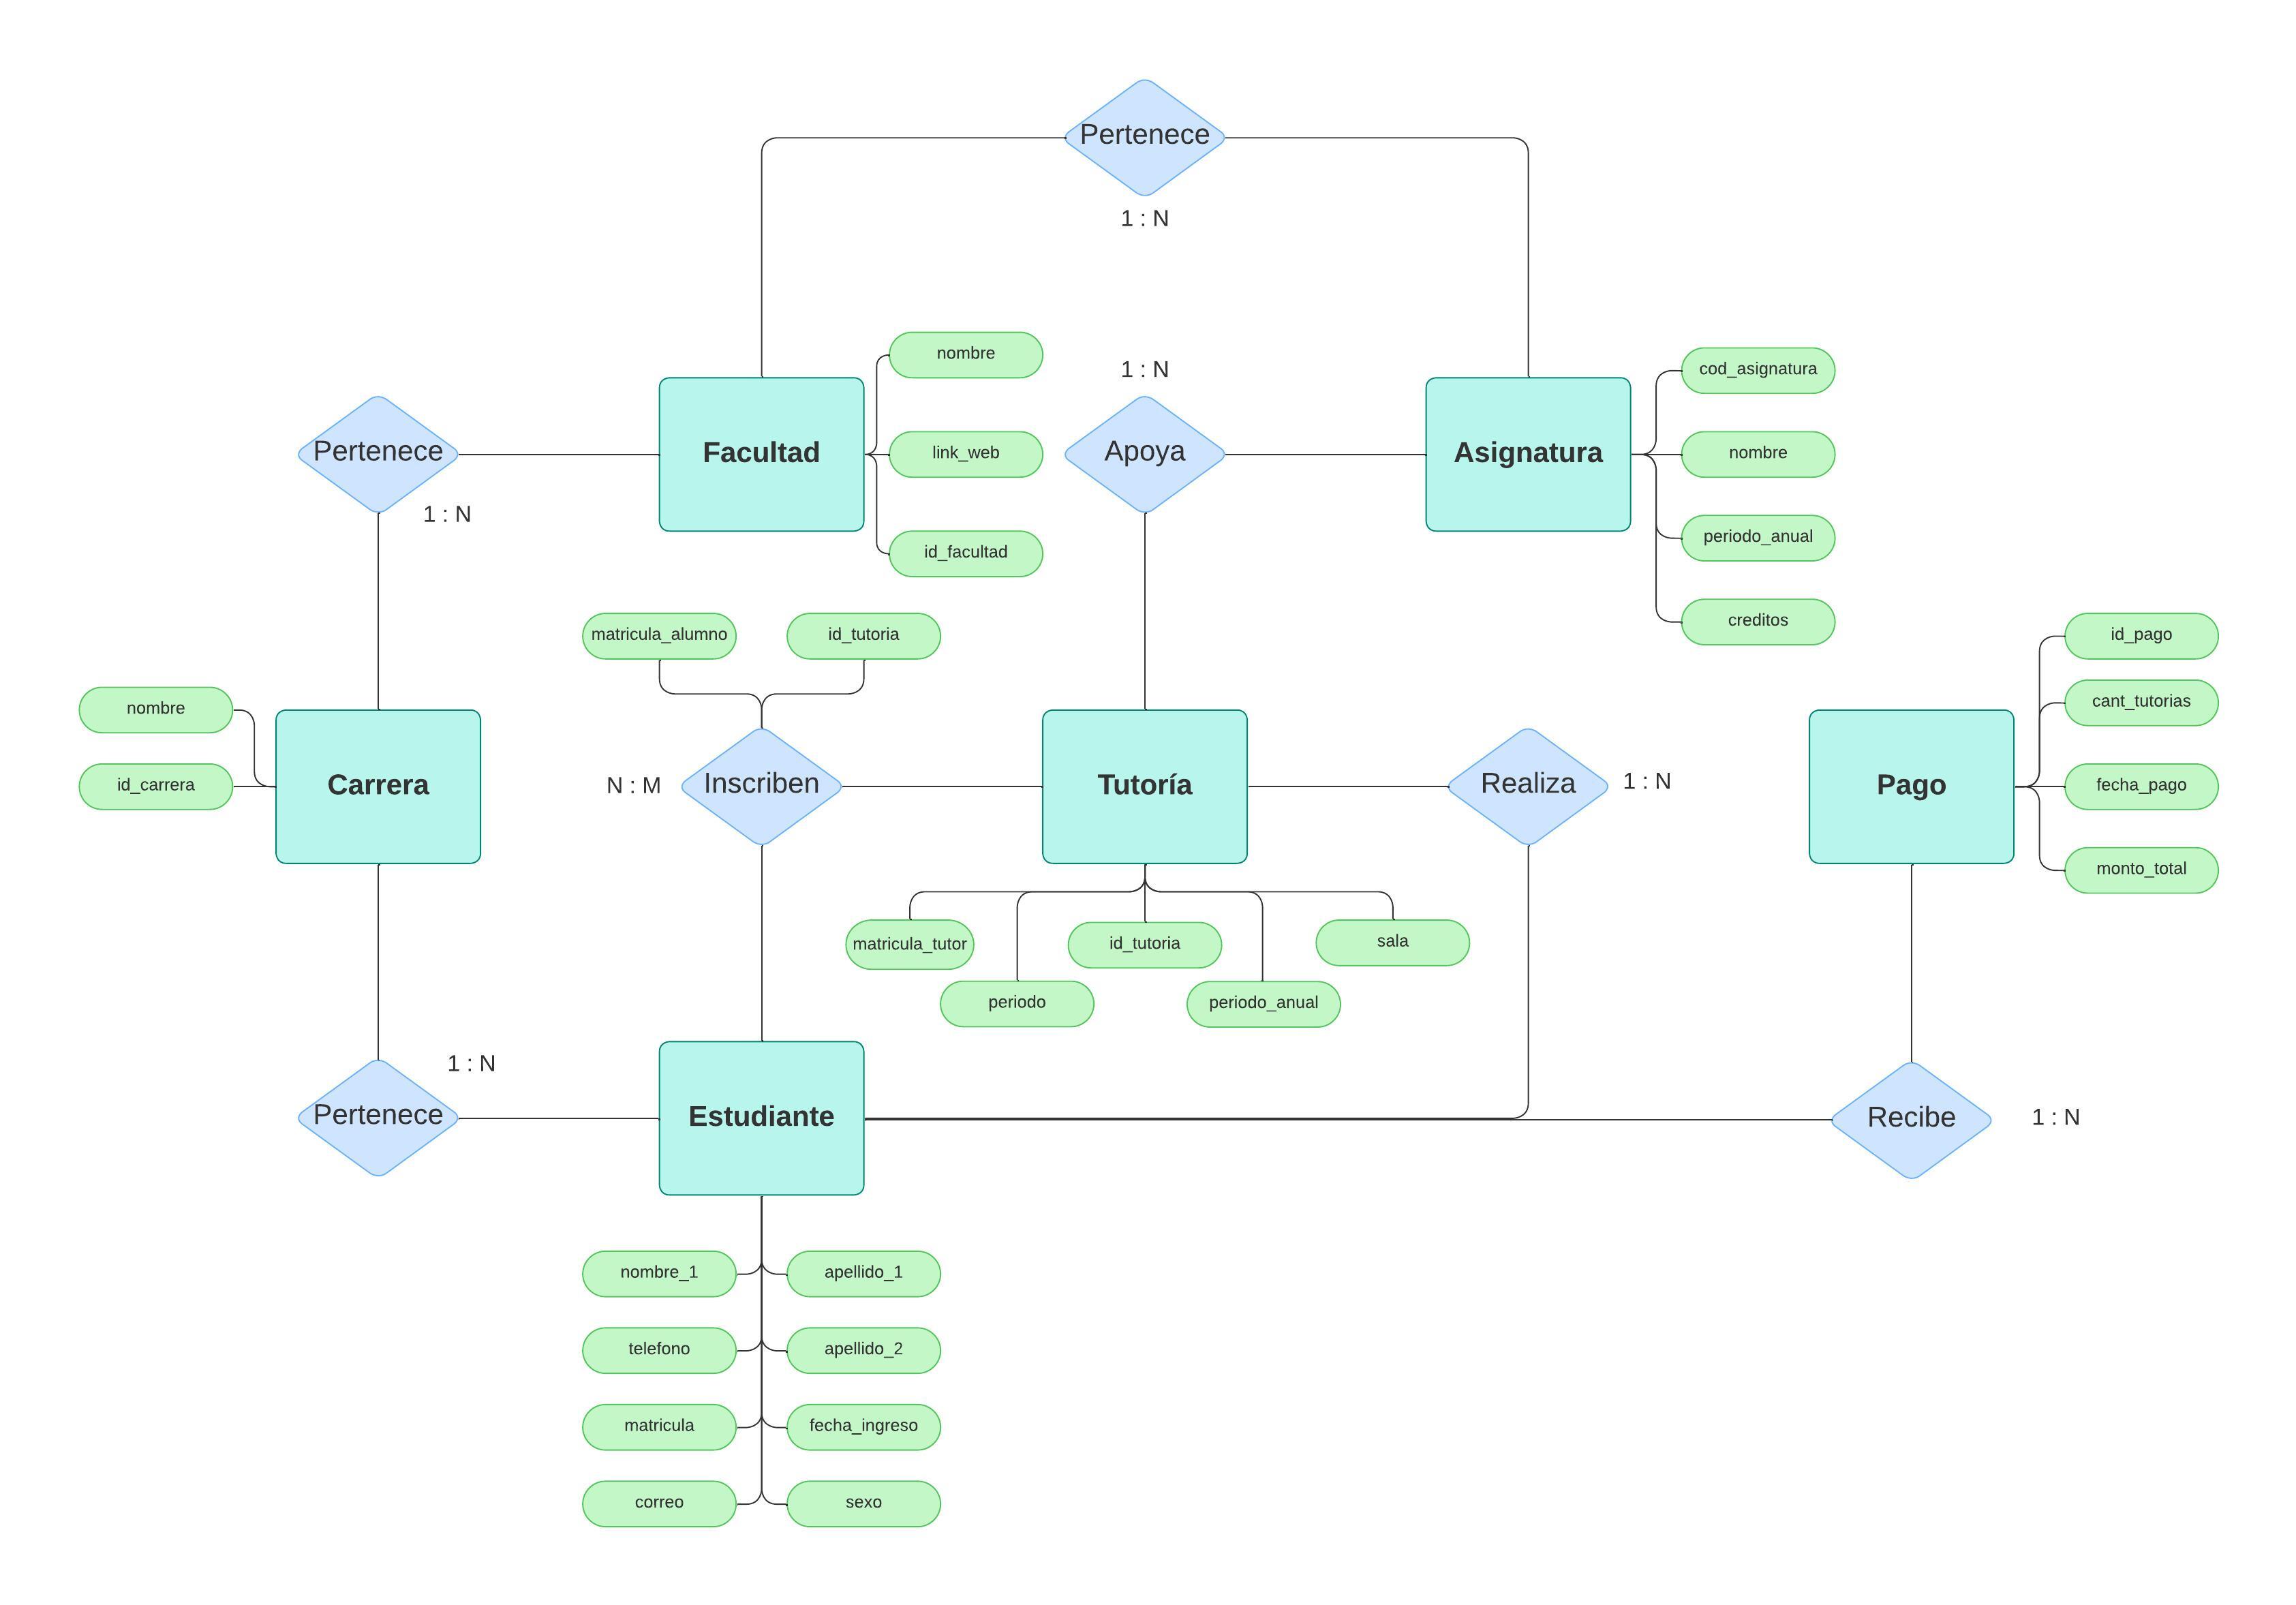 Pertenece
1 : N
nombre
1 : N
cod_asignatura
Pertenece
Facultad
link_web
Apoya
Asignatura
nombre
1 : N
id_facultad
periodo_anual
creditos
matricula_alumno
id_tutoria
id_pago
nombre
cant_tutorias
id_carrera
Carrera
N : M
Inscriben
Tutoría
Realiza
1 : N
Pago
fecha_pago
monto_total
matricula_tutor
id_tutoria
sala
periodo
periodo_anual
1 : N
Pertenece
Estudiante
Recibe
1 : N
nombre_1
apellido_1
telefono
apellido_2
matricula
fecha_ingreso
correo
sexo